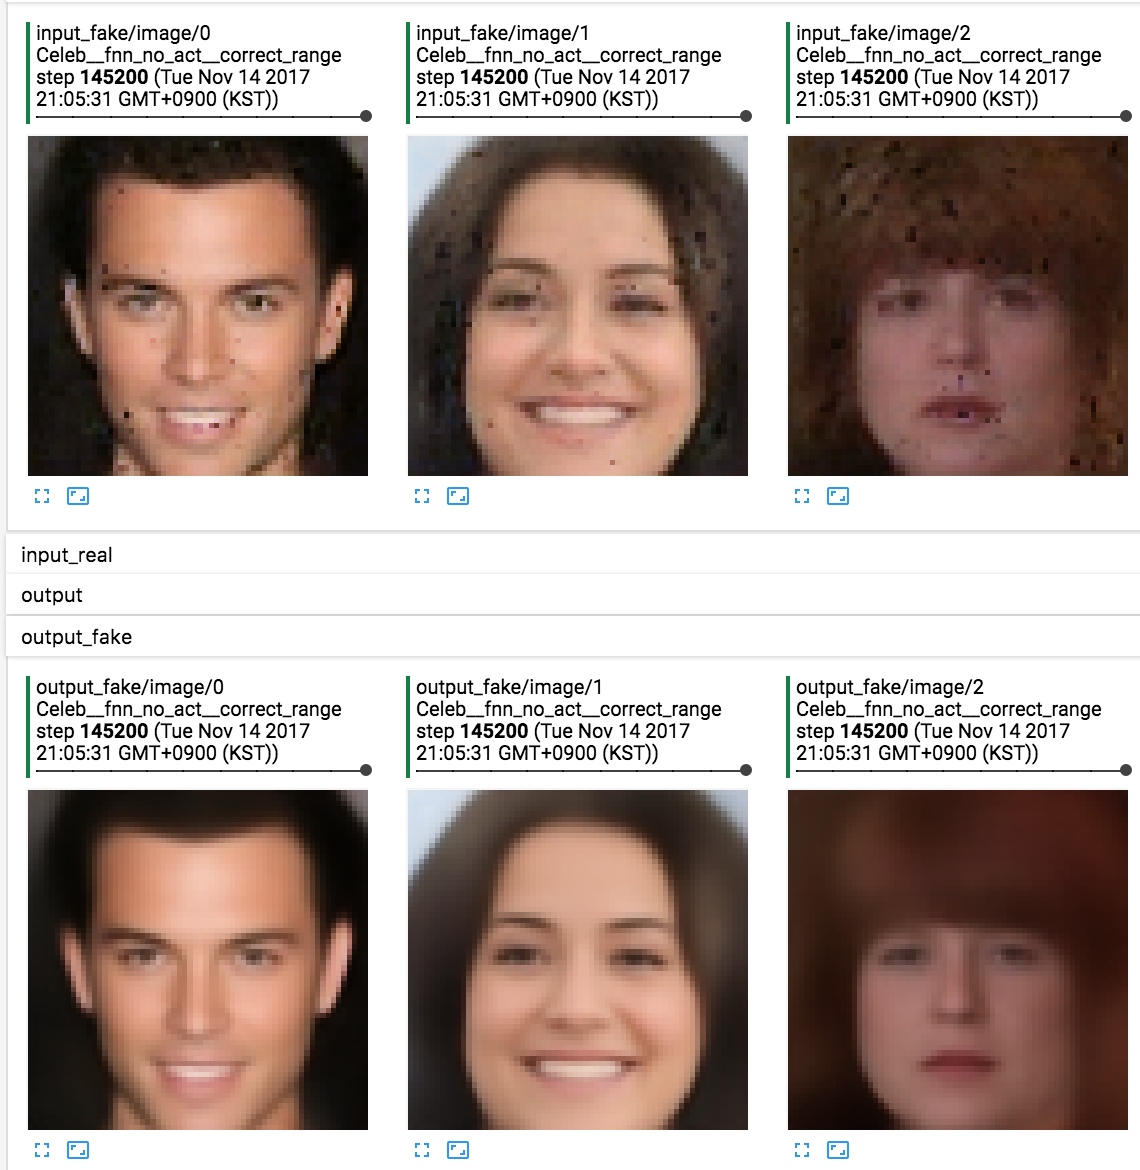 input_fake/image/0
Celeb__fnn_no_act__correct_range
step 145200 (Tue Nov 14 2017
21:05:31 GMT+0900 (KST))
input_fake/image/1
Celeb__fnn_no_act__correct_range
step 145200 (Tue Nov 14 2017
21:05:31 GMT+0900 (KST))
input_fake/image/2
Celeb__fnn_no_act__correct_range
step 145200 (Tue Nov 14 2017
21:05:31 GMT+0900 (KST))
input_real
output
output_fake
output_fake/image/0
Celeb__fnn_no_act__correct_range
step 145200 (Tue Nov 14 2017
21:05:31 GMT+0900 (KST))
output_fake/image/1
Celeb__fnn_no_act__correct_range
step 145200 (Tue Nov 14 2017
21:05:31 GMT+0900 (KST))
output_fake/image/2
Celeb__fnn_no_act__correct_range
step 145200 (Tue Nov 14 2017
21:05:31 GMT+0900 (KST))